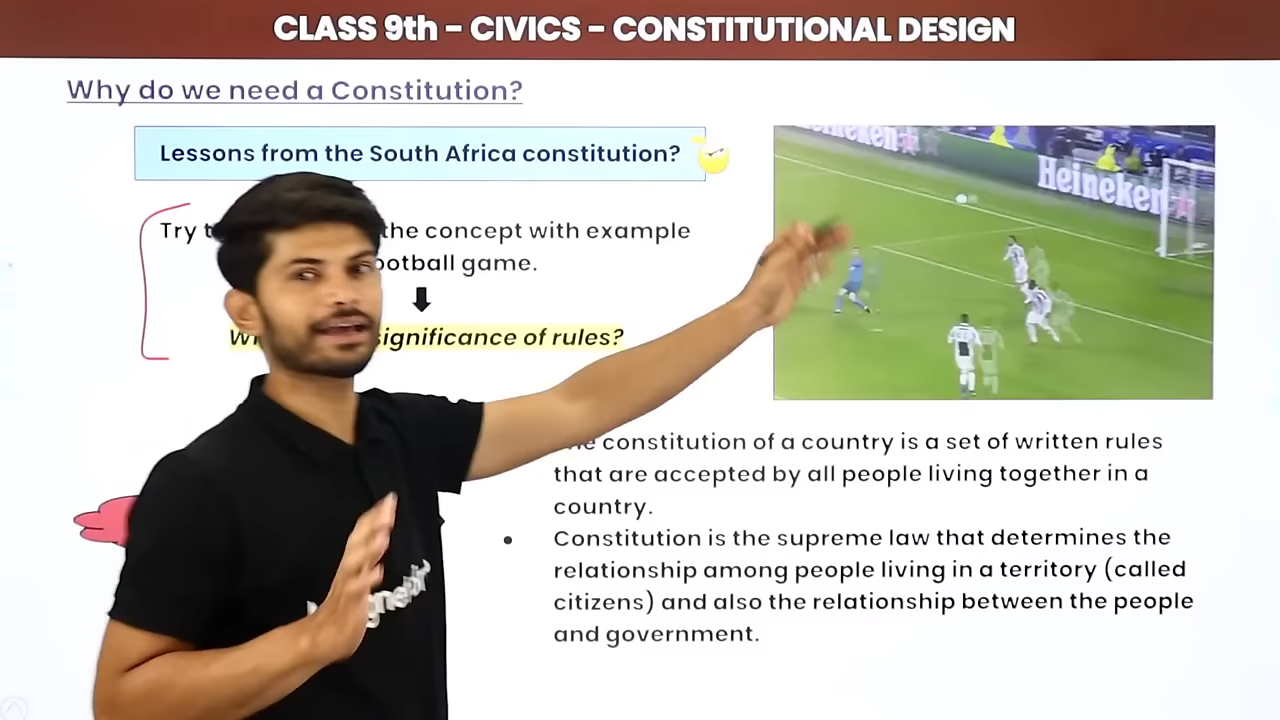 CLASS 9th - CIVICS - CONSTITUTIONAL DESIGN
Why do we need a Constitution?
Lessons from the South Africa constitution?
Try the concept with example
football game.
significance of rules?
Heineken
Heineken
constitution of a country is a set of written rules
that are accepted by all people living together in a
country.
• Constitution is the supreme law that determines the
relationship among people living in a territory (called
citizens) and also the relationship between the people
and government.